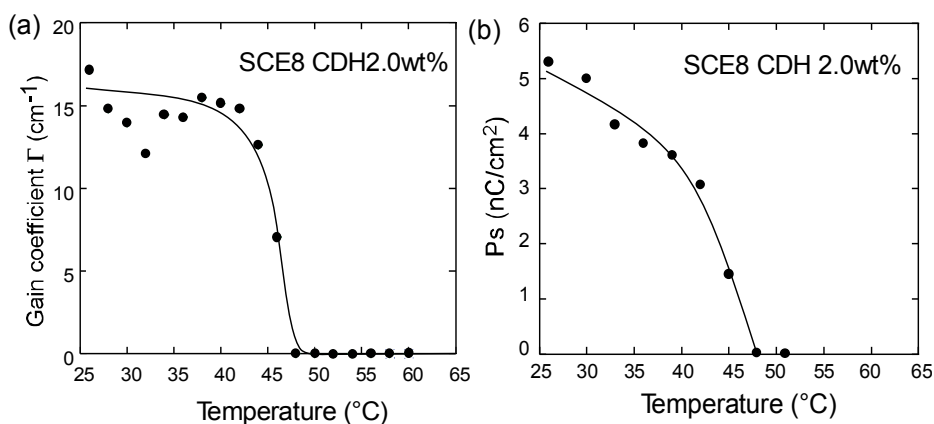 (a)
SCE8 CDH2.0wt%
Gain coefficient Γ (cm-1)
20
15
10
5
0
25 30 35 40 45 50 55 60 65
Temperature (°C)
(b)
SCE8 CDH 2.0wt%
Ps (nC/cm2)
6
5
4
3
2
1
0
25 30 35 40 45 50 55 60 65
Temperature (°C)